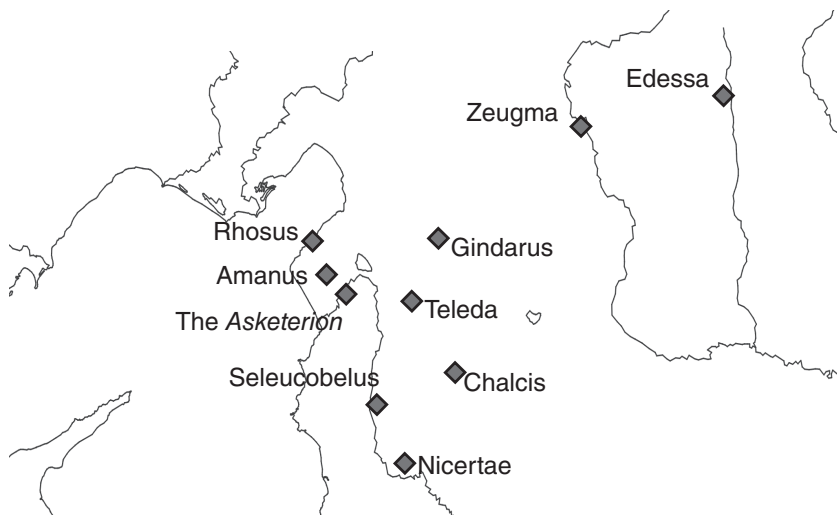 Edessa
Zeugma
Rhosus
Gindarus
Amanus
Teleda
The Asketerion
Seleucobelus
Chalcis
Nicertae